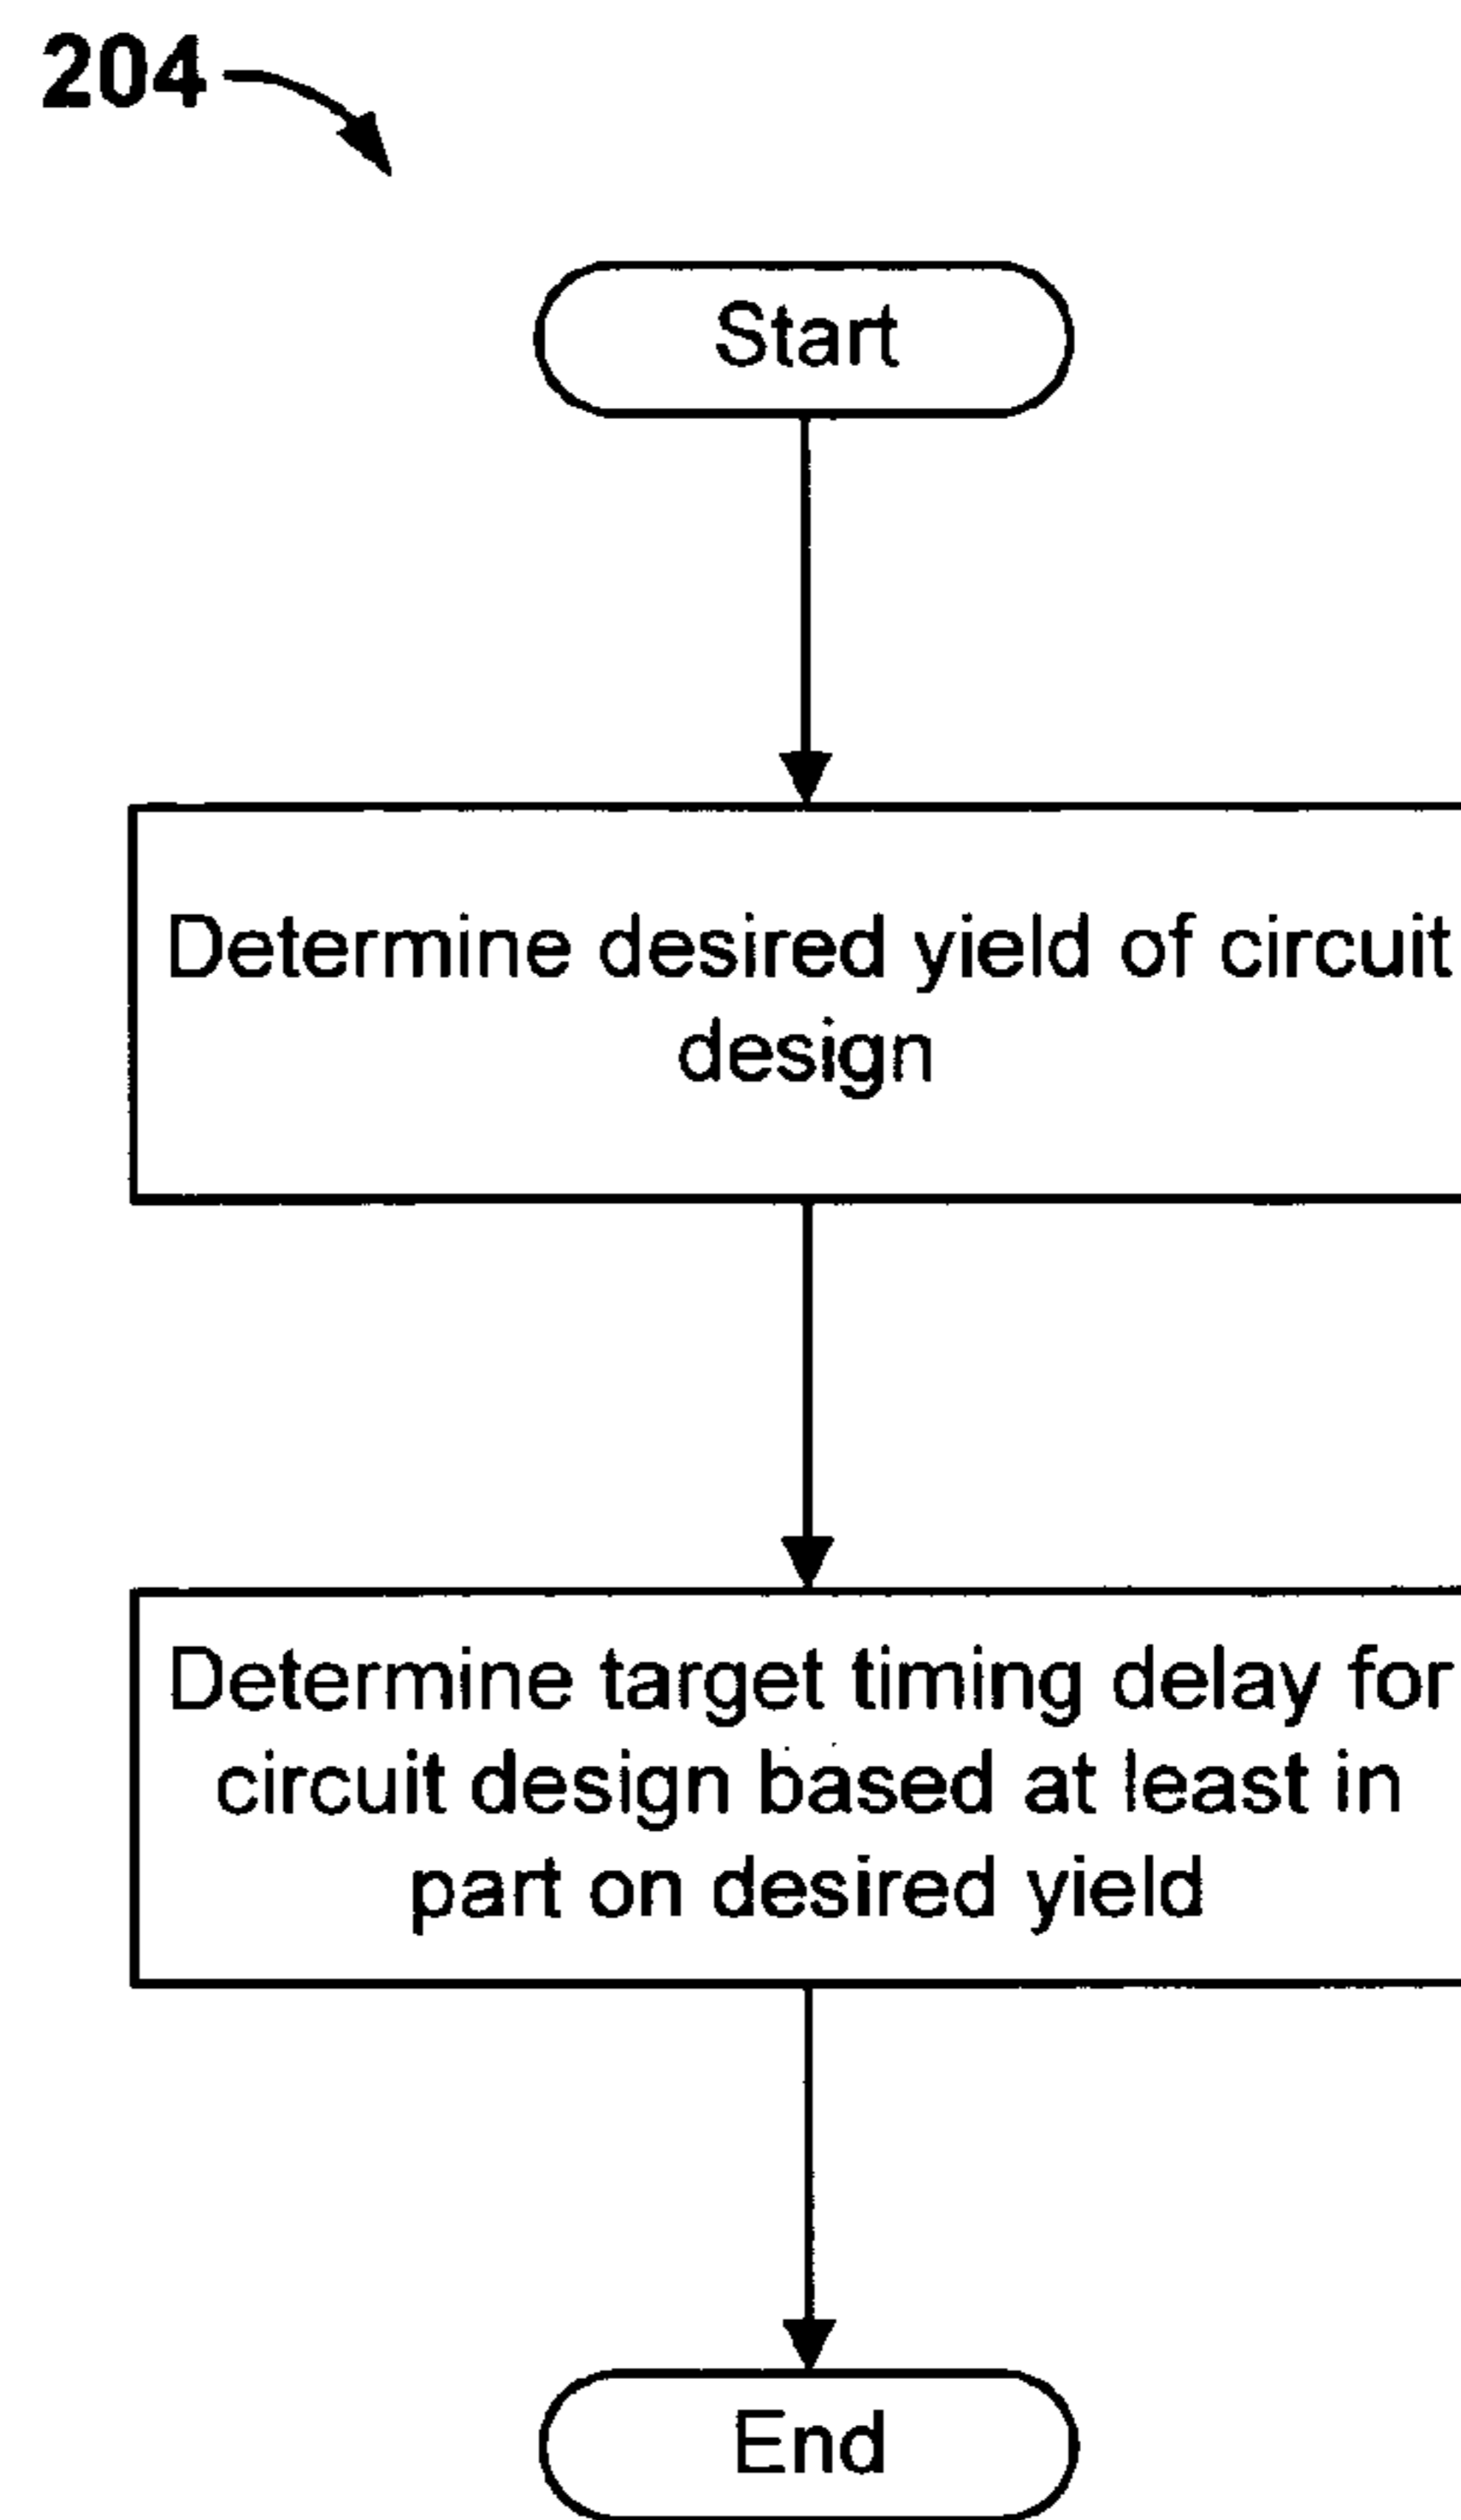 204
Start
Determine desired yield of circuit
design
Determine target timing delay for
circuit design based at least in
part on desired yield
End